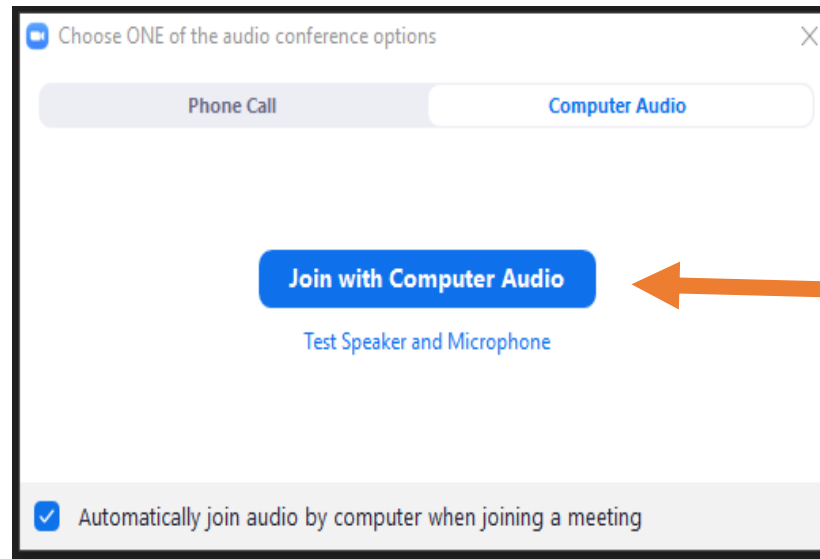 Choose ONE of the audio conference options
Phone Call
Computer Audio
Join with Computer Audio
Test Speaker and Microphone
Automatically join audio by computer when joining a meeting